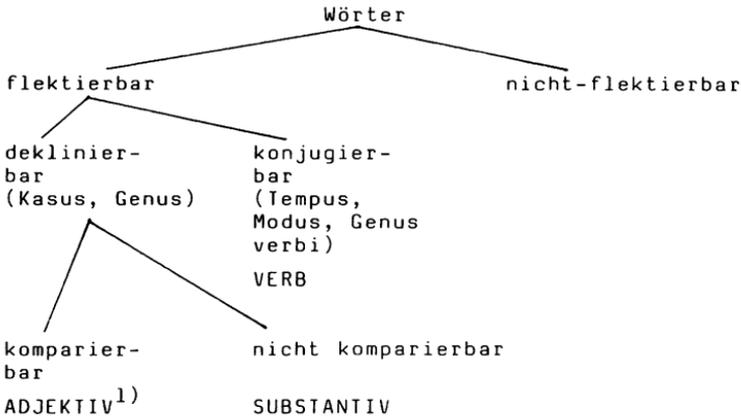 Wörter
flektierbar nicht-flektierbar
deklinier- konjugier-
bar bar
(Kasus, Genus) (Tempus,
Modus, Genus
verbi)
VERB
komparier- nicht komparierbar
bar
ADJEKTIV1) SUBSTANTIV